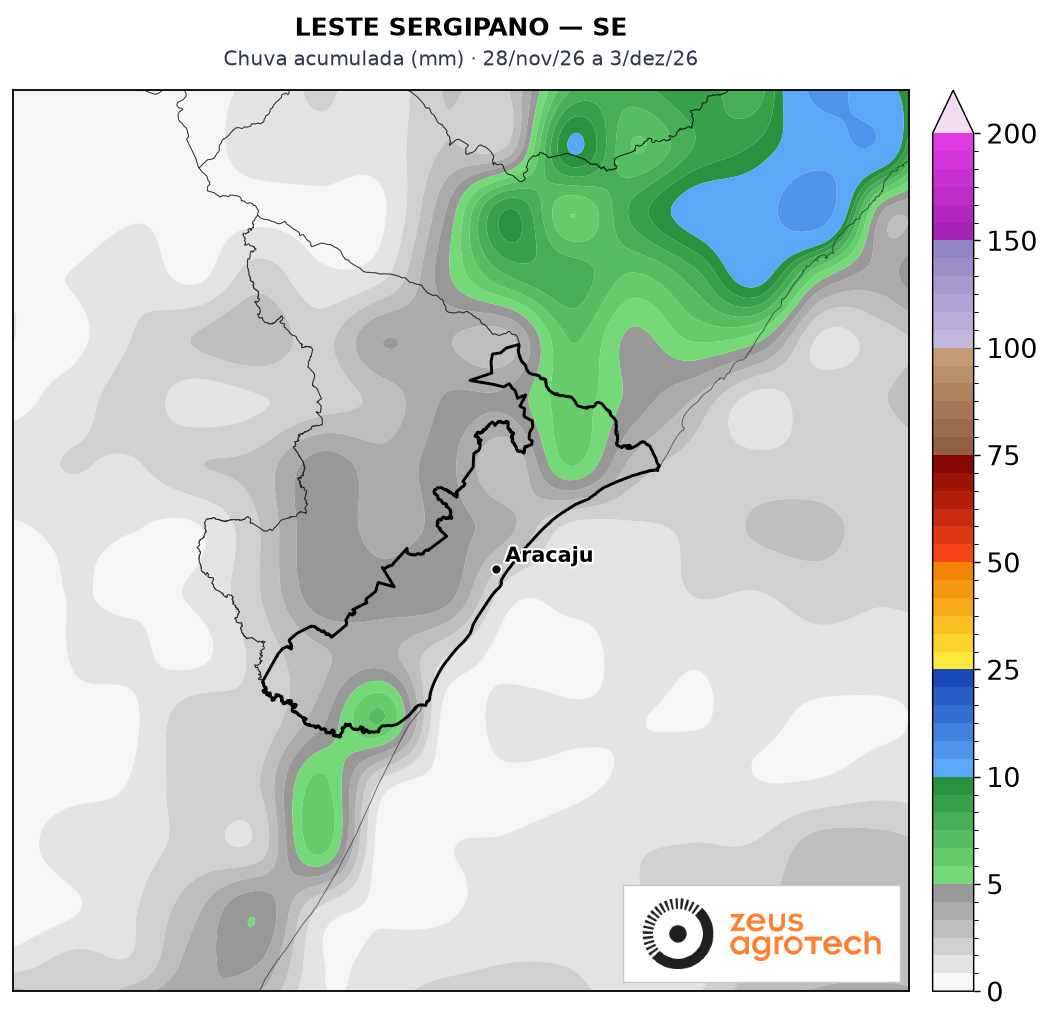 LESTE SERGIPANO — SE
Chuva acumulada (mm) · 28/nov/26 a 3/dez/26
200
150
100
75
50
25
10
5
0
Aracaju
zeus
agrotech